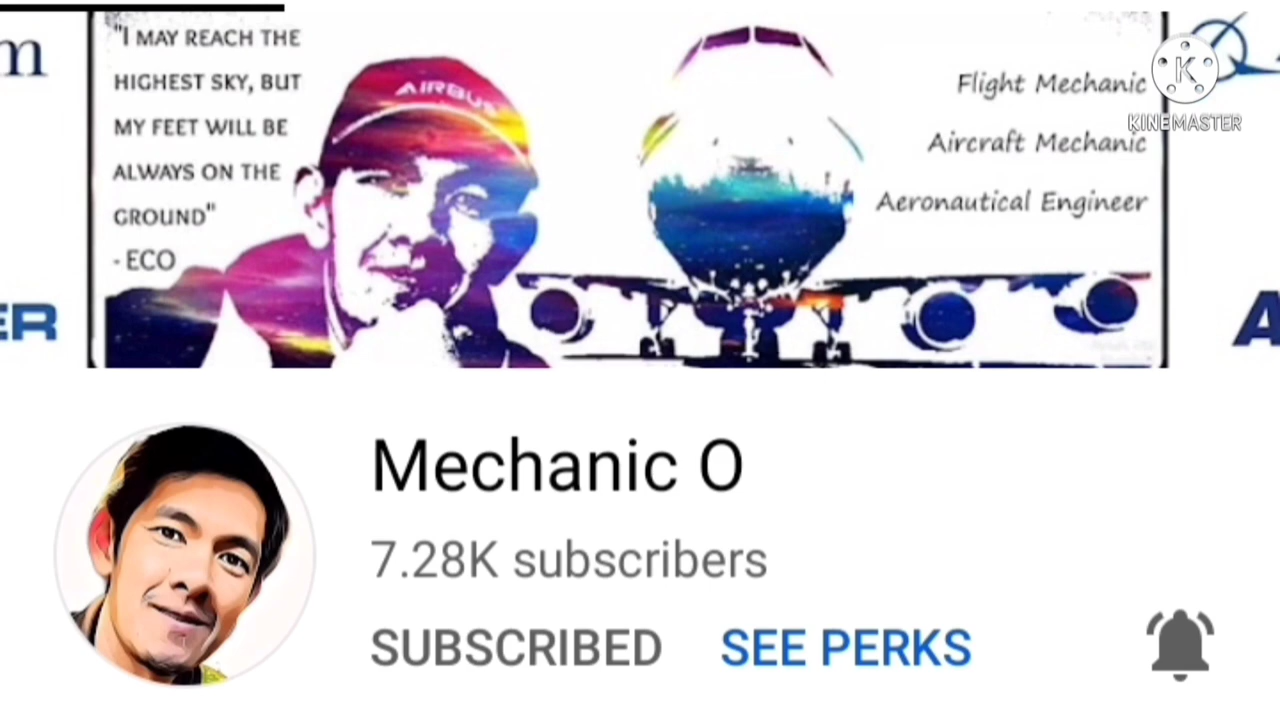 m
"I MAY REACH THE
HIGHEST SKY, BUT
MY FEET WILL BE
ALWAYS ON THE
GROUND"
- ECO
AIRBUS
Flight Mechanic
Aircraft Mechanic
Aeronautical Engineer
K
KINEMASTER
ER
A
Mechanic O
7.28K subscribers
SUBSCRIBED SEE PERKS